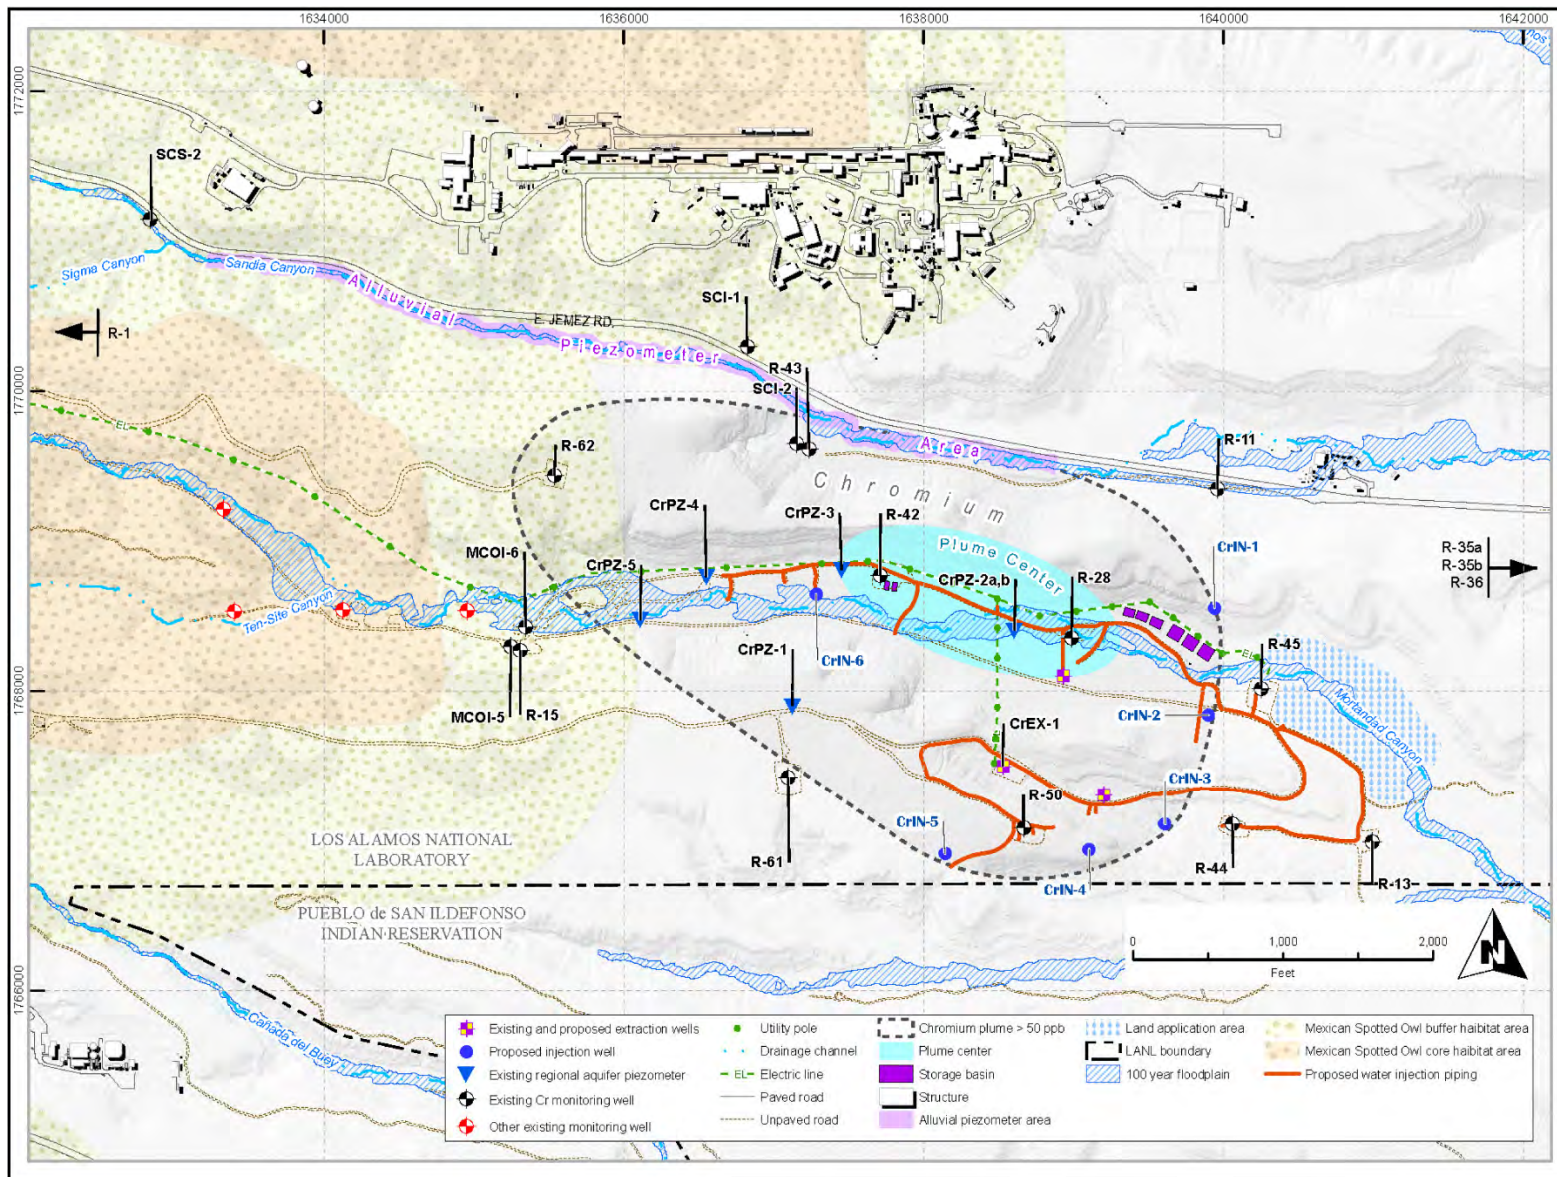 1634000
1636000
1638000
1640000
1642000
1772000
1770000
1768000
1766000
SCS-2
Sigma Canyon
Sandia Canyon
Alluvial
Piezometer
Area
E. JEMEZ RD.
SCI-1
R-1
R-43
SCI-2
R-62
R-11
EL
Chromium
CrPZ-4
CrPZ-3
R-42
Plume Center
MCOI-6
CrPZ-5
CrPZ-2a,b
R-28
CrIN-1
R-35a
R-35b
R-36
Ten-Site Canyon
CrPZ-1
CrIN-6
R-45
EL
MCOI-5
R-15
CrEX-1
CrIN-2
Mortandad Canyon
CrIN-3
R-50
CrIN-5
R-61
CrIN-4
R-44
R-13
LOS ALAMOS NATIONAL
LABORATORY
PUEBLO de SAN ILDEFONSO
INDIAN RESERVATION
Cañada del Buey
0
1,000
2,000
Feet
N
Existing and proposed extraction wells
Proposed injection well
Existing regional aquifer piezometer
Existing Cr monitoring well
Other existing monitoring well
Utility pole
Drainage channel
EL
Electric line
Paved road
Unpaved road
Chromium plume > 50 ppb
Plume center
Storage basin
Structure
Alluvial piezometer area
Land application area
LANL boundary
100 year floodplain
Mexican Spotted Owl buffer haibitat area
Mexican Spotted Owl core haibitat area
Proposed water injection piping